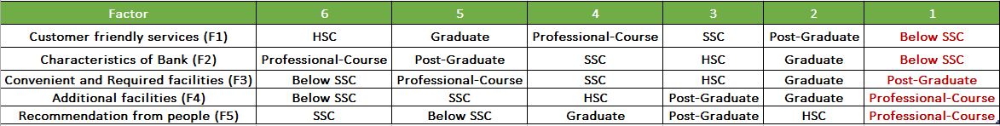 Factor 6 5 4 3 2 1
Customer friendly services (F1) HSC Graduate Professional-Course SSC Post-Graduate Below SSC
Characteristics of Bank (F2) Professional-Course Post-Graduate SSC HSC Graduate Below SSC
Convenient and Required facilities (F3) Below SSC Professional-Course SSC HSC Graduate Post-Graduate
Additional facilities (F4) Below SSC SSC HSC Post-Graduate Graduate Professional-Course
Recommendation from people (F5) SSC Below SSC Graduate Post-Graduate HSC Professional-Course